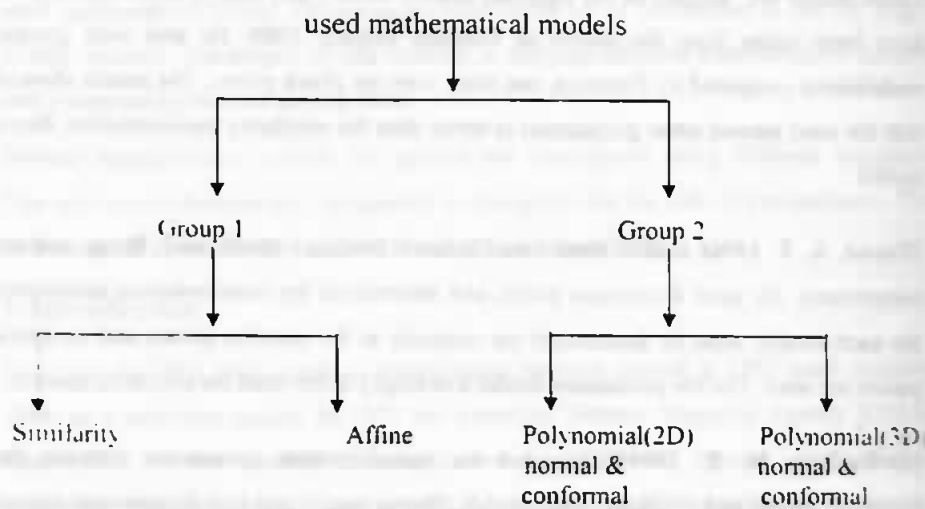 used mathematical models
Group 1
Group 2
Similarity
Affine
Polynomial(2D)
normal &
conformal
Polynomial(3D
normal &
conformal